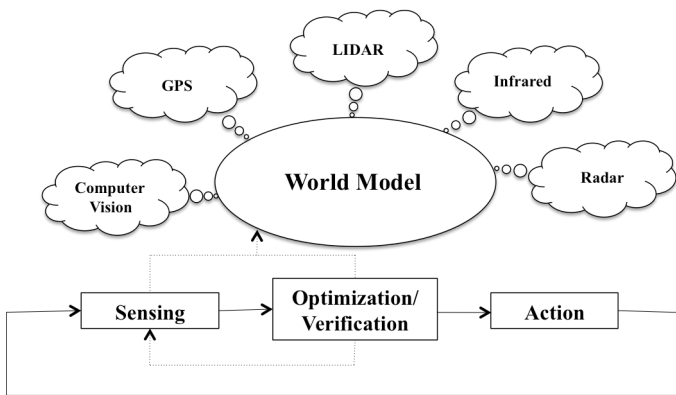 LIDAR
GPS
Infrared
Computer
Vision
World Model
Radar
Sensing
Optimization/
Verification
Action